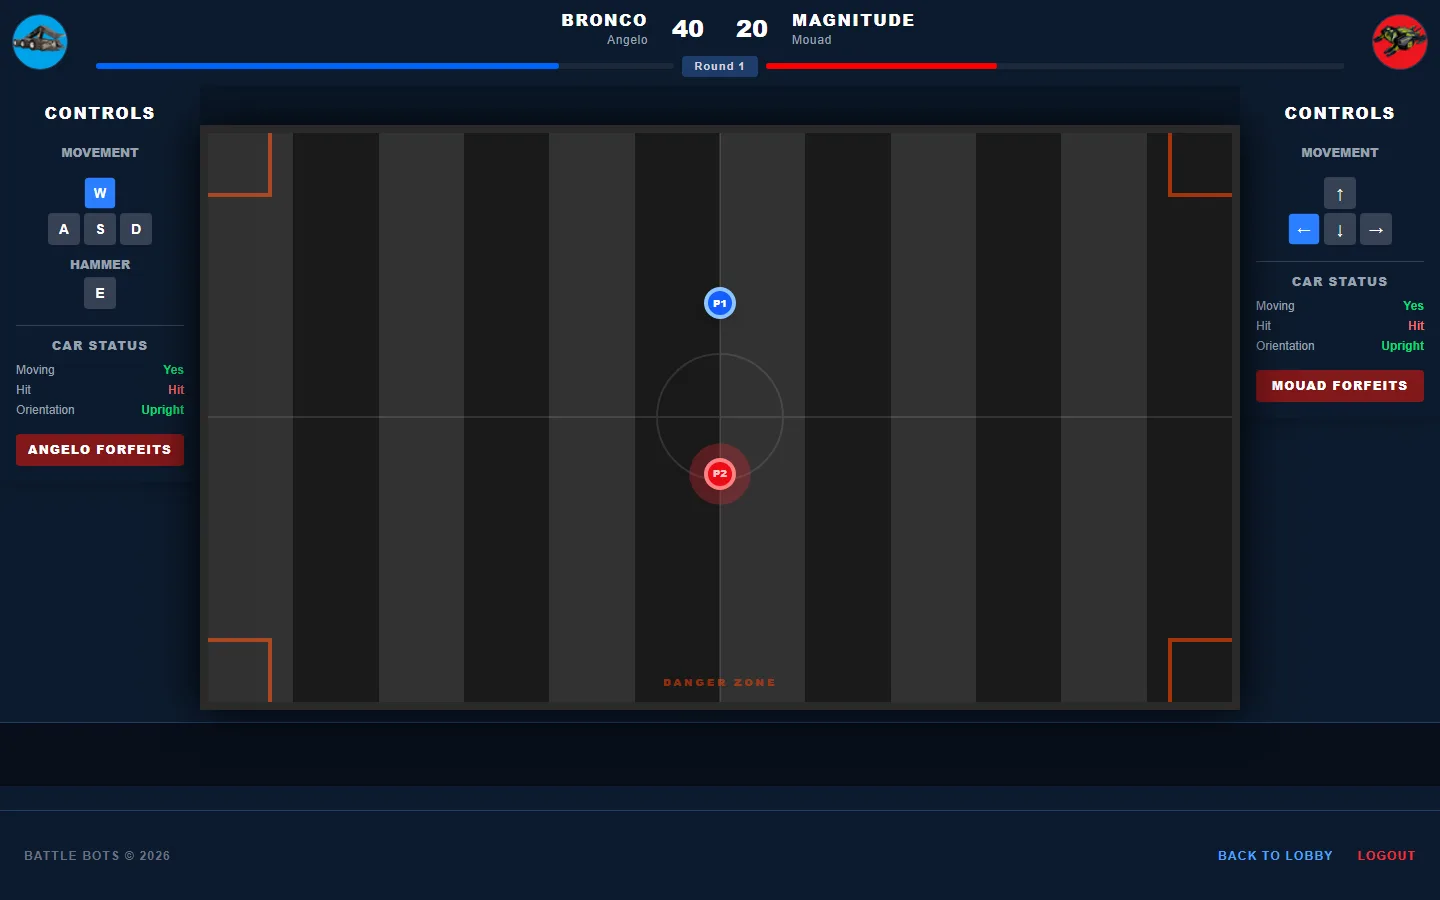 BRONCO 40 20 MAGNITUDE
Angelo Mouad
Round 1
CONTROLS
MOVEMENT
W
A S D
HAMMER
E
CAR STATUS
Moving Yes
Hit Hit
Orientation Upright
ANGELO FORFEITS
P1
P2
DANGER ZONE
CONTROLS
MOVEMENT
↑
← ↓ →
CAR STATUS
Moving Yes
Hit Hit
Orientation Upright
MOUAD FORFEITS
BATTLE BOTS © 2026
BACK TO LOBBY LOGOUT